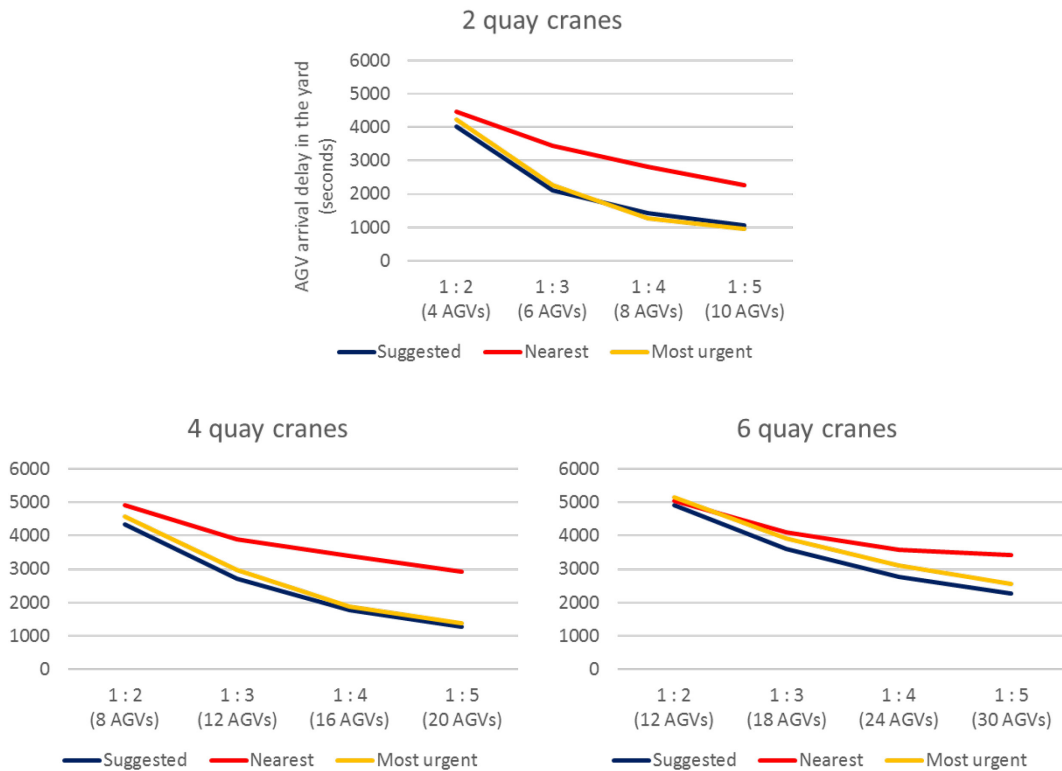 2 quay cranes
AGV arrival delay in the yard
(seconds)
6000
5000
4000
3000
2000
1000
0
1 : 2 1 : 3 1 : 4 1 : 5
(4 AGVs) (6 AGVs) (8 AGVs) (10 AGVs)
Suggested Nearest Most urgent
4 quay cranes
6000
5000
4000
3000
2000
1000
0
1 : 2 1 : 3 1 : 4 1 : 5
(8 AGVs) (12 AGVs) (16 AGVs) (20 AGVs)
Suggested Nearest Most urgent
6 quay cranes
6000
5000
4000
3000
2000
1000
0
1 : 2 1 : 3 1 : 4 1 : 5
(12 AGVs) (18 AGVs) (24 AGVs) (30 AGVs)
Suggested Nearest Most urgent